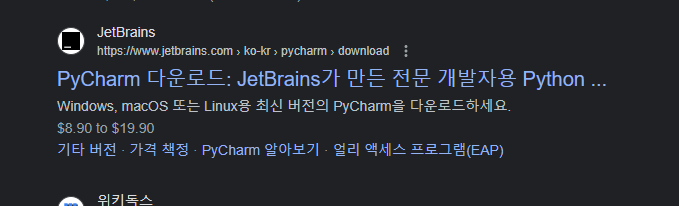 JetBrains
https://www.jetbrains.com › ko-kr › pycharm › download
PyCharm 다운로드: JetBrains가 만든 전문 개발자용 Python ...
Windows, macOS 또는 Linux용 최신 버전의 PyCharm을 다운로드하세요.
$8.90 to $19.90
기타 버전 · 가격 책정 · PyCharm 알아보기 · 얼리 액세스 프로그램(EAP)
위키독스